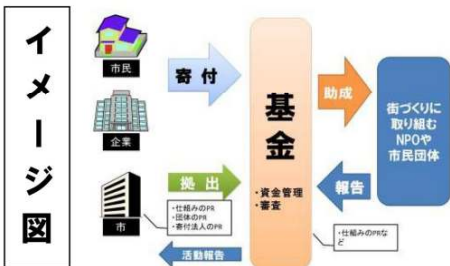 イメージ図
市民
企業
市
寄付
拠出
・仕組みのPR
・団体のPR
・寄付法人のPR
活動報告
基金
・資金管理
・審査
助成
報告
・仕組みのPRな
ど
街づくりに
取り組む
NPOや
市民団体